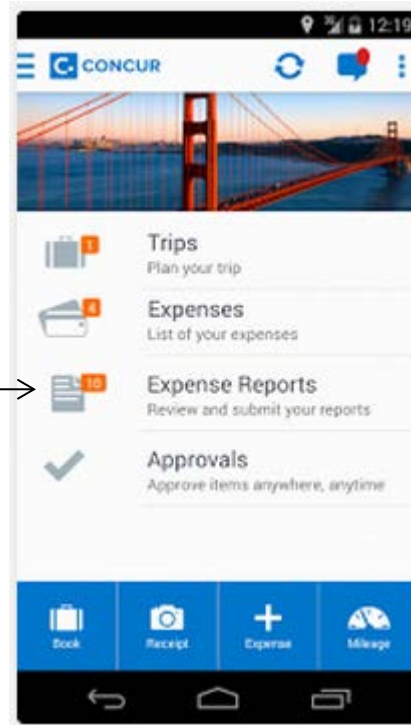 12:19
C. CONCUR
1
Trips
Plan your trip
4
Expenses
List of your expenses
10
Expense Reports
Review and submit your reports
Approvals
Approve items anywhere, anytime
Book
Receipt
Expense
Mileage